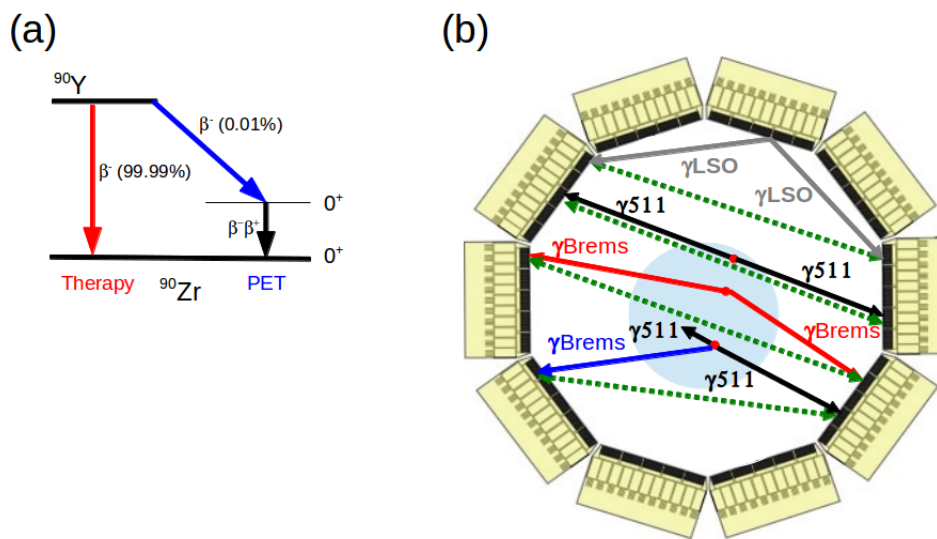 (a)
⁹⁰Y
β⁻ (0.01%)
β⁻ (99.99%)
0⁺
β⁻β⁺
0⁺
Therapy
⁹⁰Zr
PET
(b)
γLSO
γLSO
γ511
γBrems
γ511
γ511
γBrems
γBrems
γ511